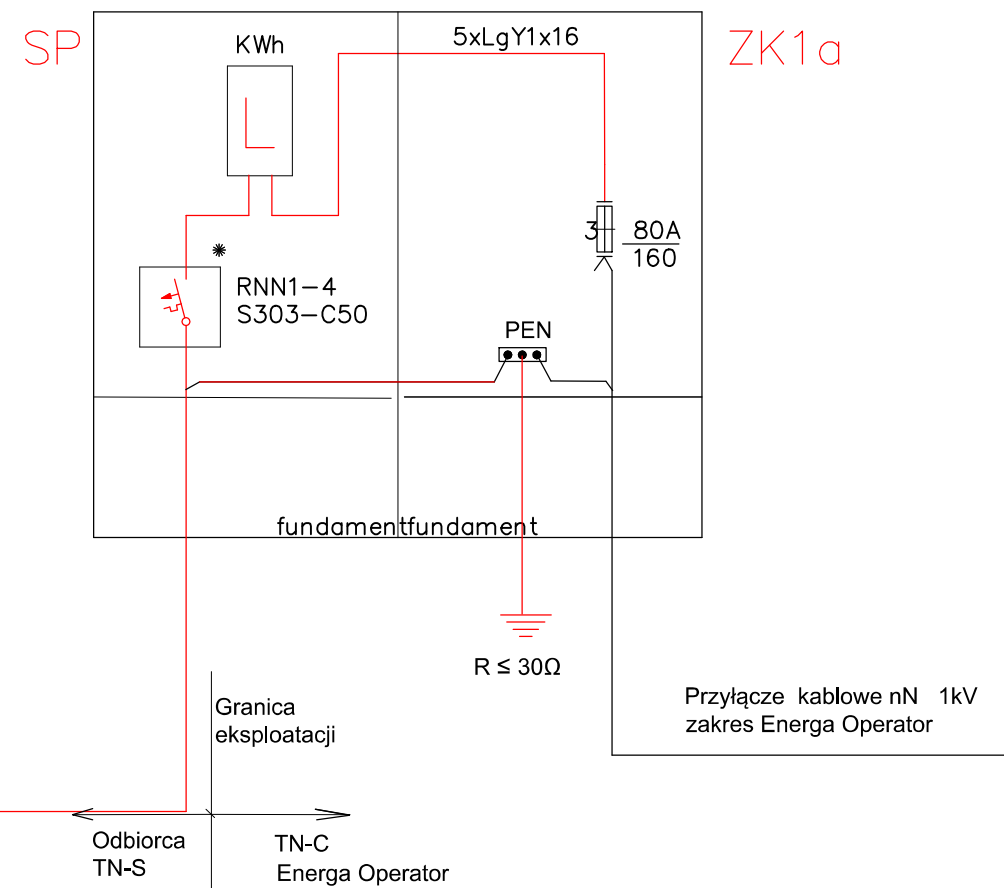 SP
KWh
5xLgY1x16
ZK1a
3 80A
160
*
RNN1-4
S303-C50
PEN
fundamentfundament
R ≤ 30Ω
Przyłącze kablowe nN 1kV
zakres Energa Operator
Granica
eksploatacji
Odbiorca
TN-S
TN-C
Energa Operator